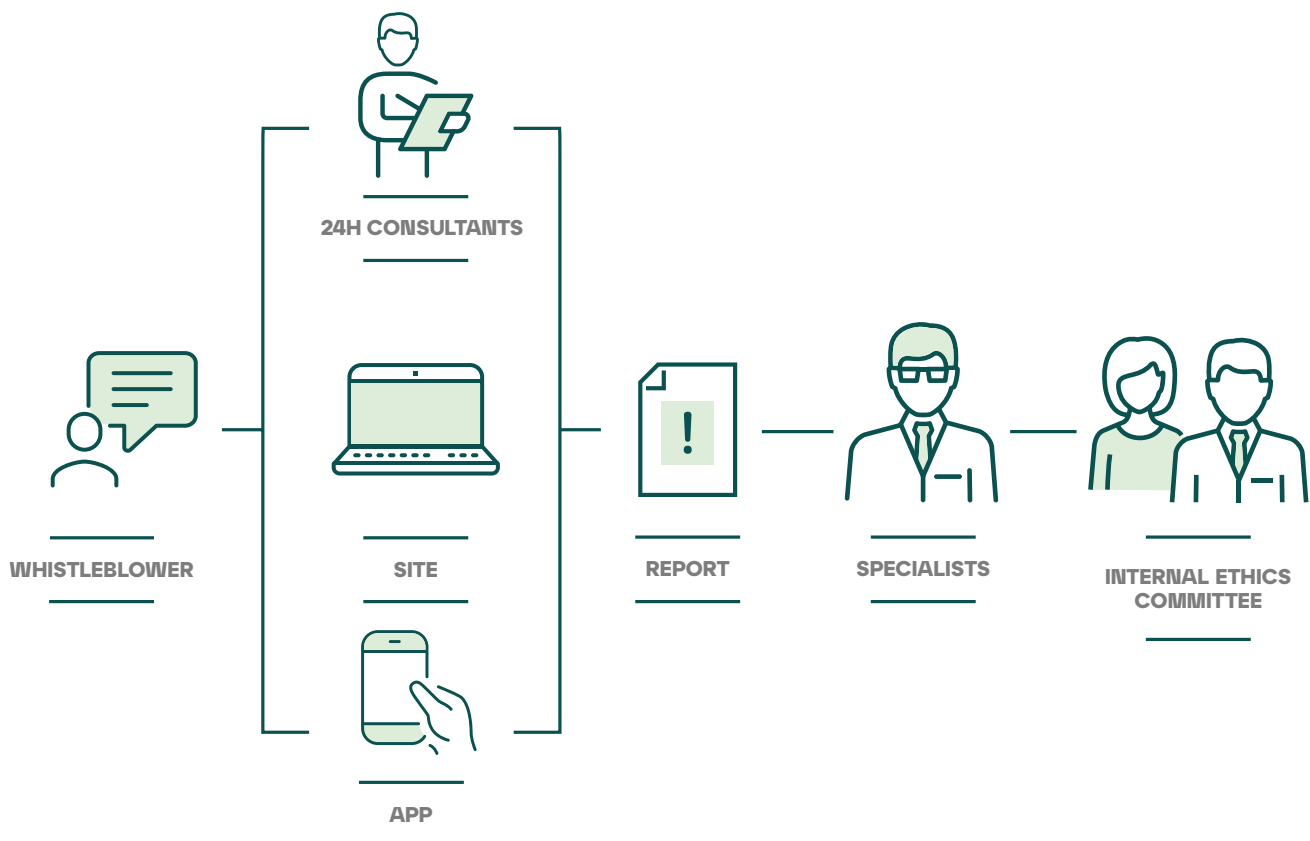 24H CONSULTANTS
WHISTLEBLOWER
SITE
REPORT
SPECIALISTS
INTERNAL ETHICS
COMMITTEE
APP